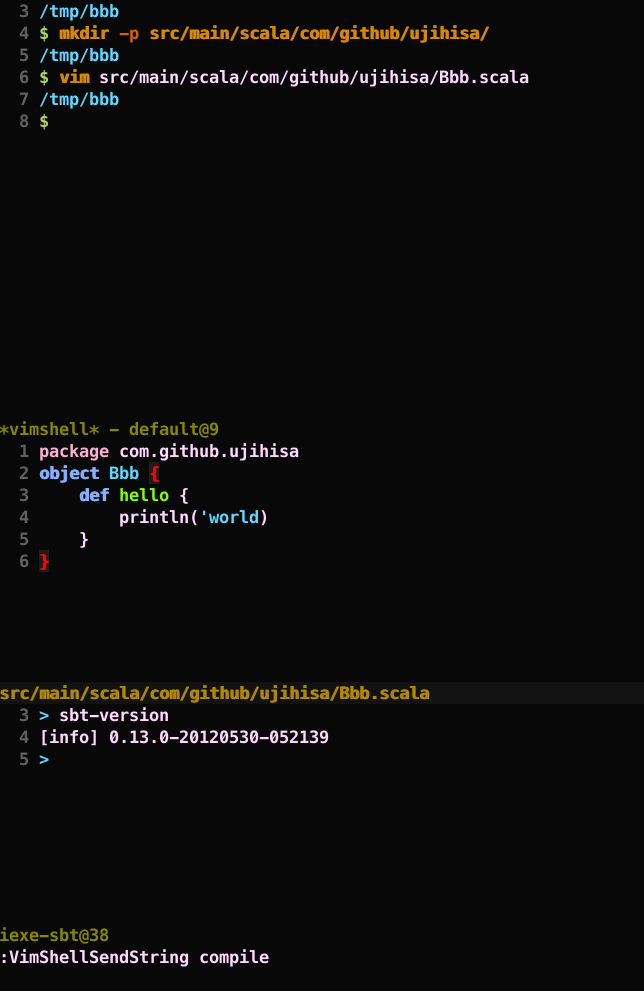 3 /tmp/bbb
4 $ mkdir -p src/main/scala/com/github/ujihisa/
5 /tmp/bbb
6 $ vim src/main/scala/com/github/ujihisa/Bbb.scala
7 /tmp/bbb
8 $
*vimshell* - default@9
1 package com.github.ujihisa
2 object Bbb {
3     def hello {
4         println('world)
5     }
6 }
src/main/scala/com/github/ujihisa/Bbb.scala
3 > sbt-version
4 [info] 0.13.0-20120530-052139
5 >
iexe-sbt@38
:VimShellSendString compile